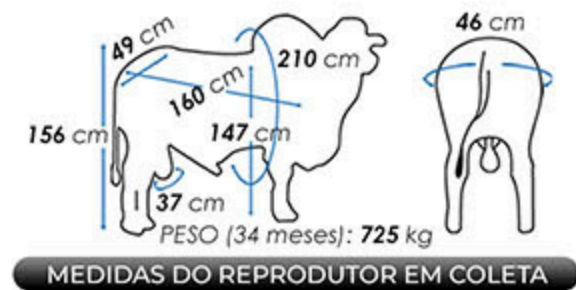 49 cm
46 cm
210 cm
160 cm
156 cm
147 cm
37 cm
PESO (34 meses): 725 kg
MEDIDAS DO REPRODUTOR EM COLETA